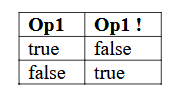 Op1 Op1 !
true false
false true